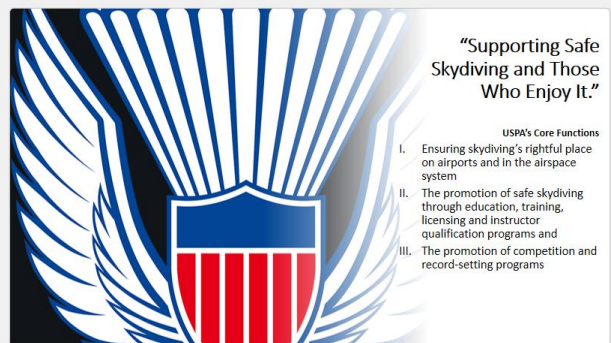 “Supporting Safe
Skydiving and Those
Who Enjoy It.”
USPA’s Core Functions
I. Ensuring skydiving’s rightful place
on airports and in the airspace
system
II. The promotion of safe skydiving
through education, training,
licensing and instructor
qualification programs and
III. The promotion of competition and
record-setting programs